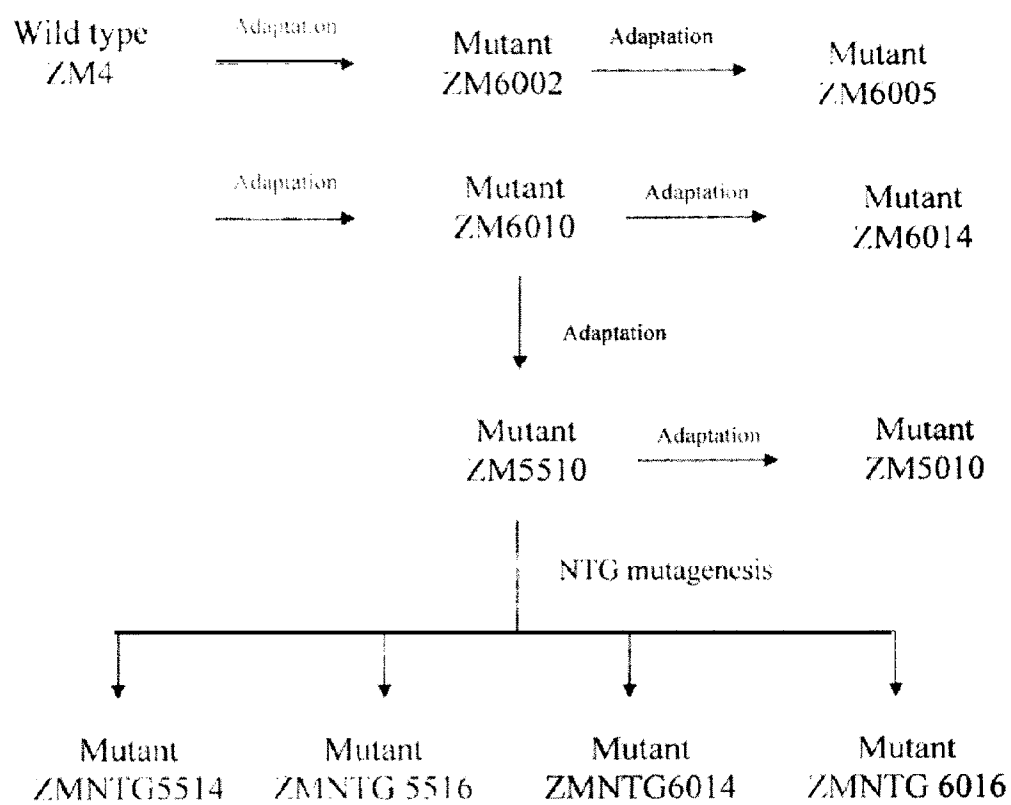 Wild type
ZM4
Adaptation
Mutant
ZM6002
Adaptation
Mutant
ZM6005
Adaptation
Mutant
ZM6010
Adaptation
Mutant
ZM6014
Adaptation
Mutant
ZM5510
Adaptation
Mutant
ZM5010
NTG mutagenesis
Mutant
ZMNTG5514
Mutant
ZMNTG 5516
Mutant
ZMNTG6014
Mutant
ZMNTG 6016